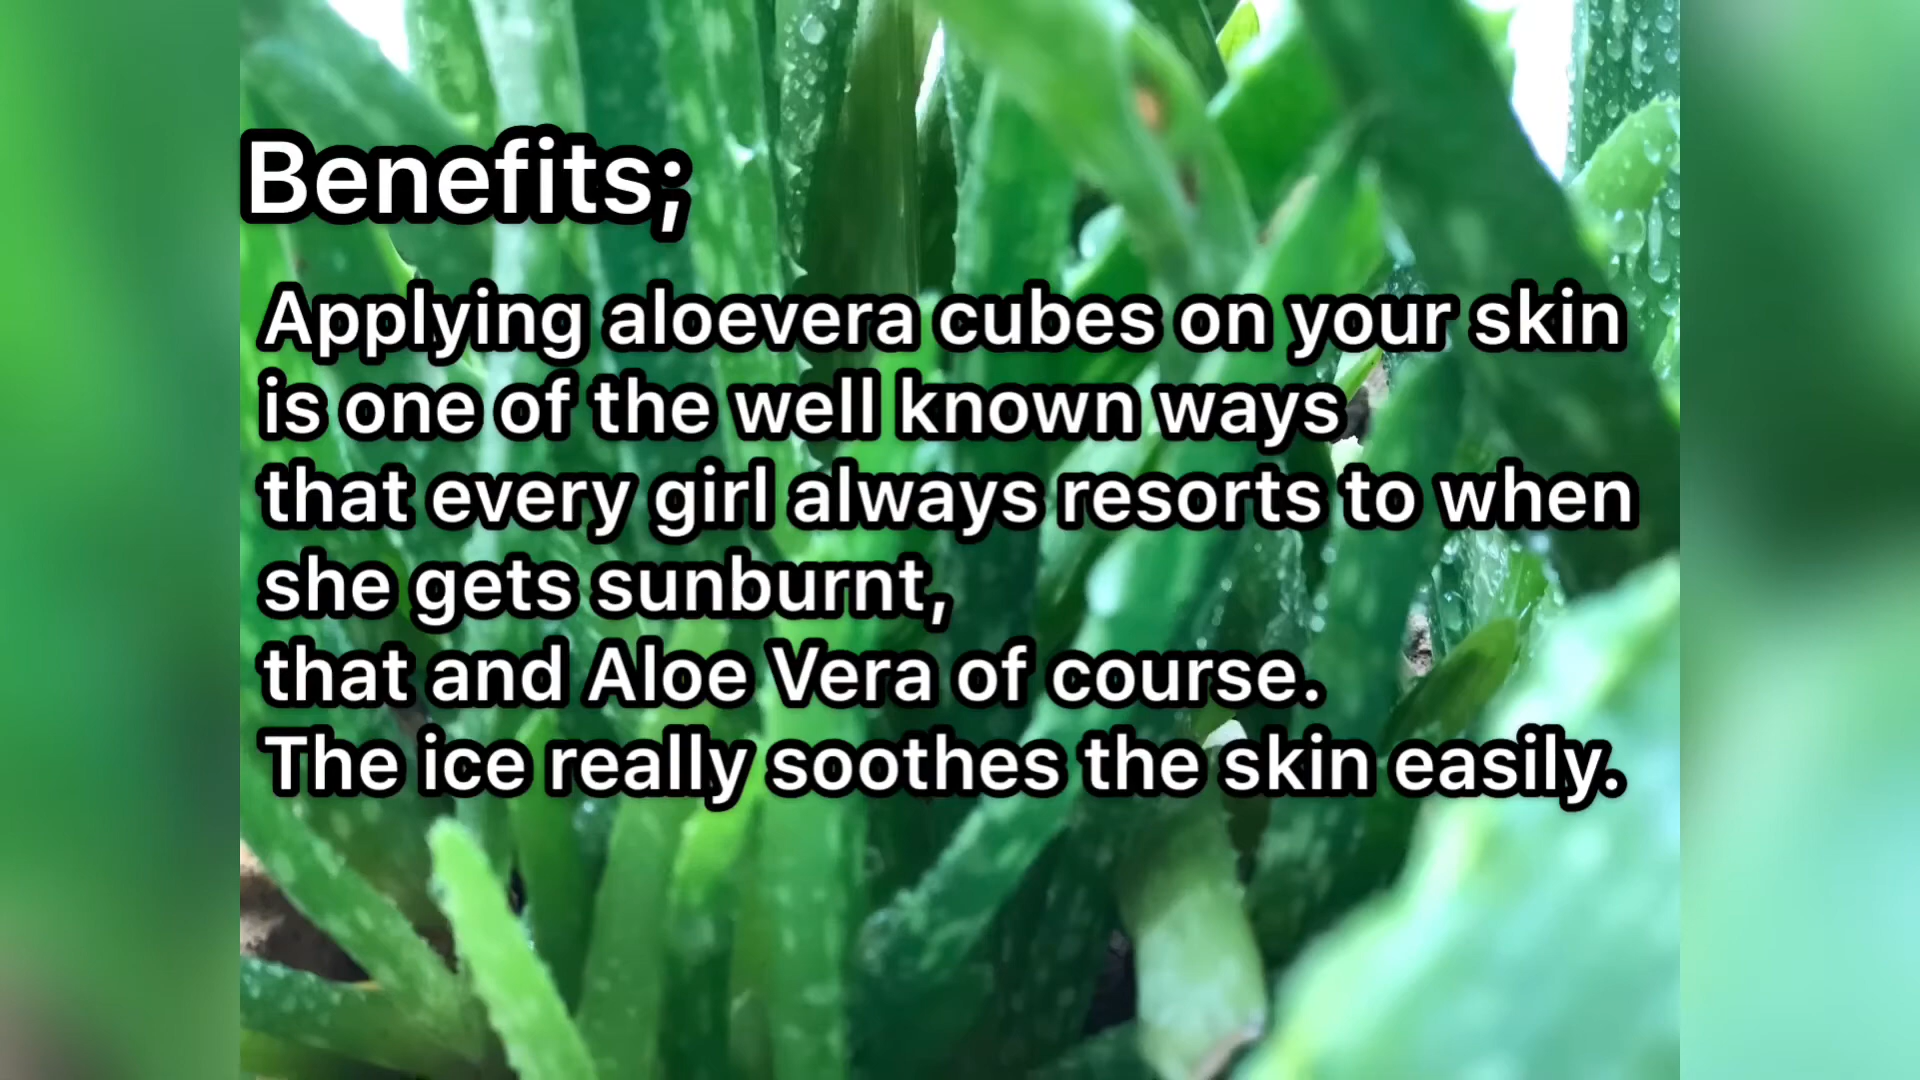 Benefits;
Applying aloevera cubes on your skin
is one of the well known ways
that every girl always resorts to when
she gets sunburnt,
that and Aloe Vera of course.
The ice really soothes the skin easily.